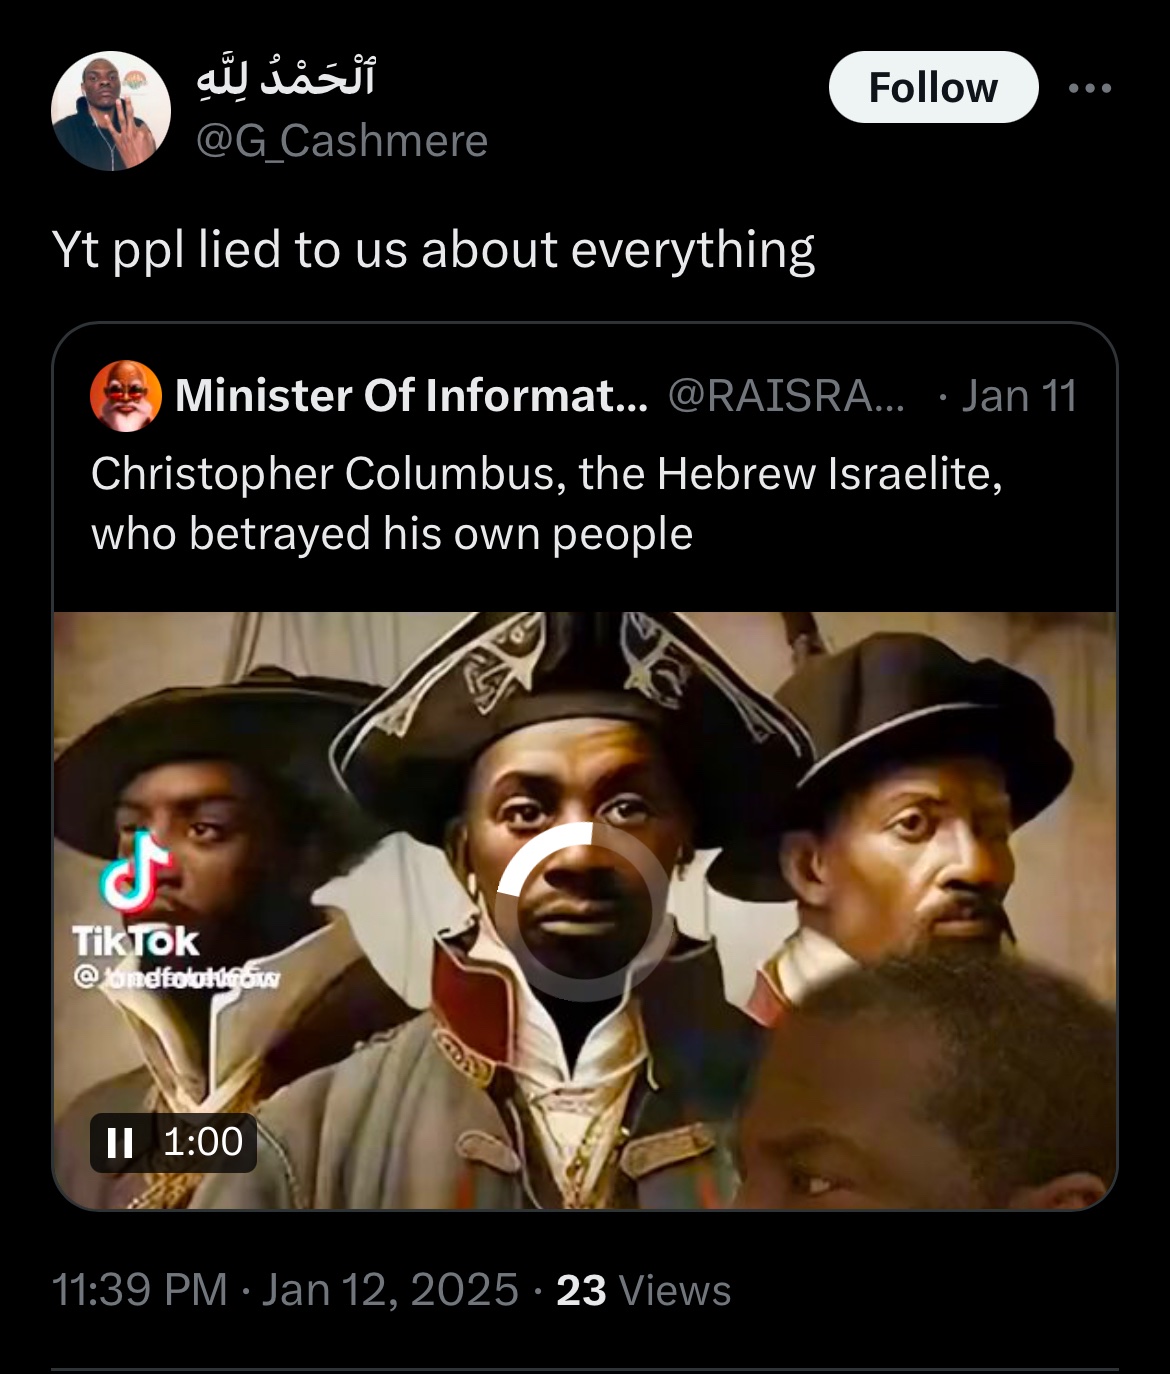 ٱلْحَمْدُ لِلَّٰهِ
@G_Cashmere
Follow
Yt ppl lied to us about everything
Minister Of Informat... @RAISRA... · Jan 11
Christopher Columbus, the Hebrew Israelite,
who betrayed his own people
TikTok
@
1:00
11:39 PM · Jan 12, 2025 · 23 Views